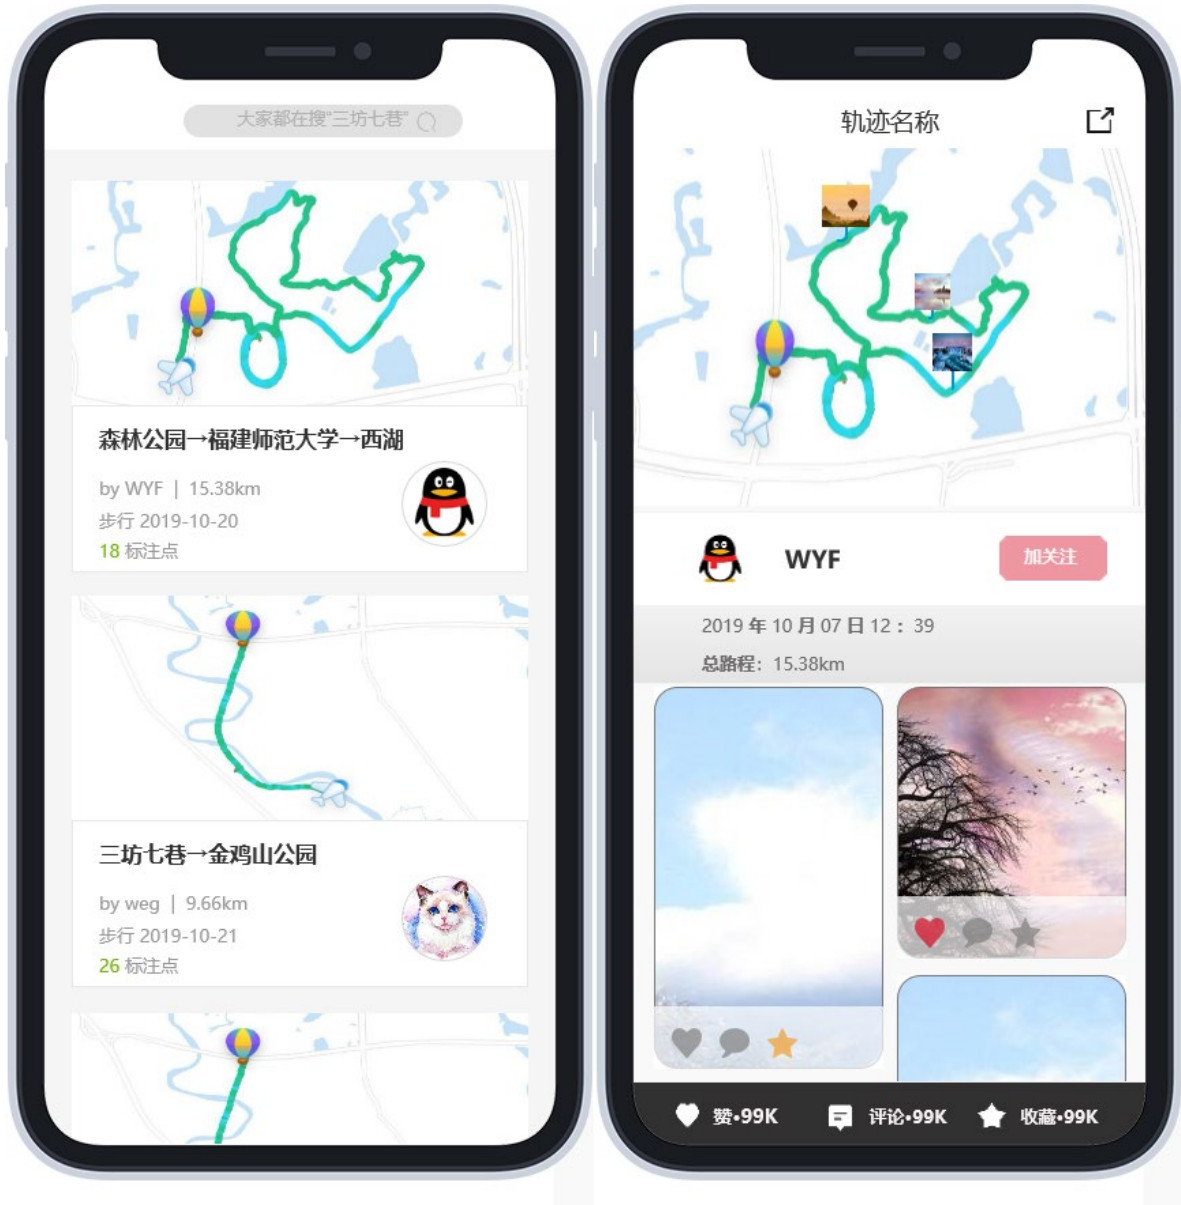 大家都在搜"三坊七巷"
森林公园→福建师范大学→西湖
by WYF | 15.38km
步行 2019-10-20
18 标注点
三坊七巷→金鸡山公园
by weg | 9.66km
步行 2019-10-21
26 标注点
轨迹名称
WYF
加关注
2019 年 10 月 07 日 12：39
总路程：15.38km
赞•99K
评论•99K
收藏•99K